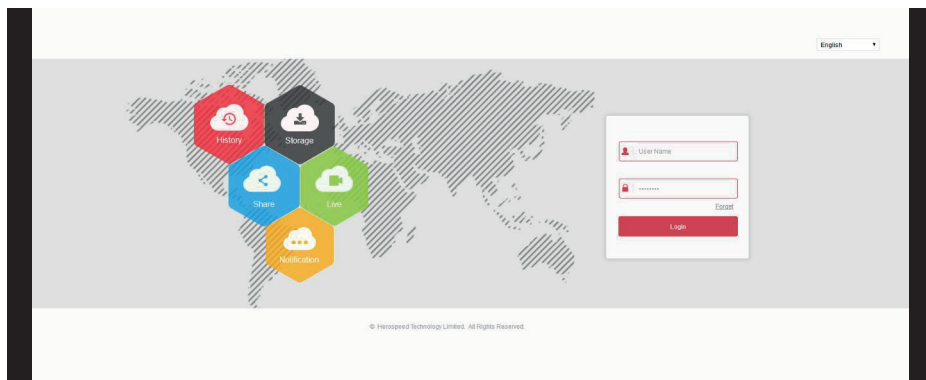 English
History
Storage
Share
Live
Notification
User Name
........
Forget
Login
© Herospeed Technology Limited, All Rights Reserved.